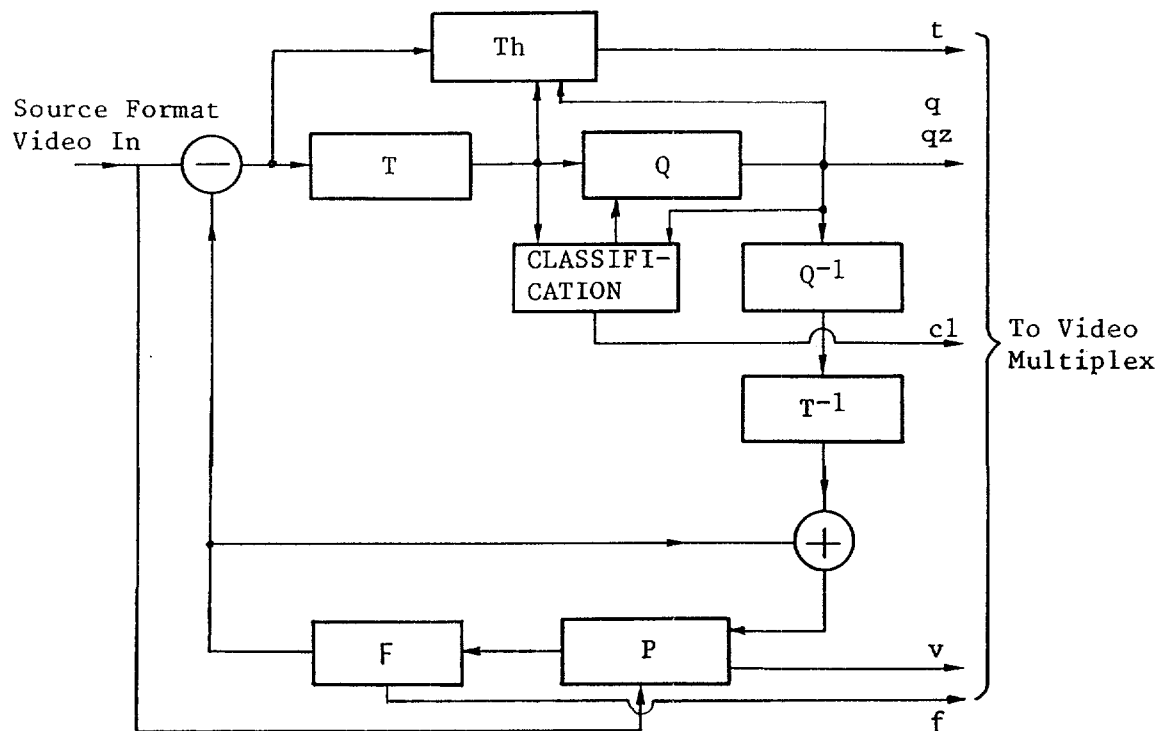 Th
t
Source Format
Video In
q
qz
−
T
Q
CLASSIFI-
CATION
Q-1
cl
To Video
Multiplex
T-1
+
F
P
v
f